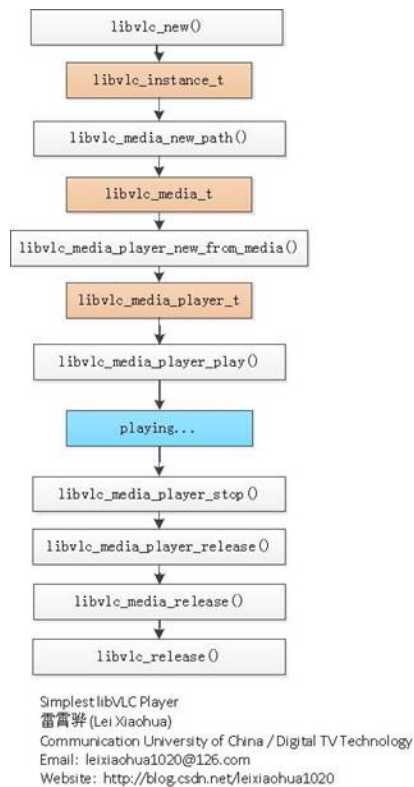 libvlc_new()
libvlc_instance_t
libvlc_media_new_path()
libvlc_media_t
libvlc_media_player_new_from_media()
libvlc_media_player_t
libvlc_media_player_play()
playing...
libvlc_media_player_stop()
libvlc_media_player_release()
libvlc_media_release()
libvlc_release()
Simplest libVLC Player
雷霄骅 (Lei Xiaohua)
Communication University of China / Digital TV Technology
Email: leixiaohua1020@126.com
Website: http://blog.csdn.net/leixiaohua1020